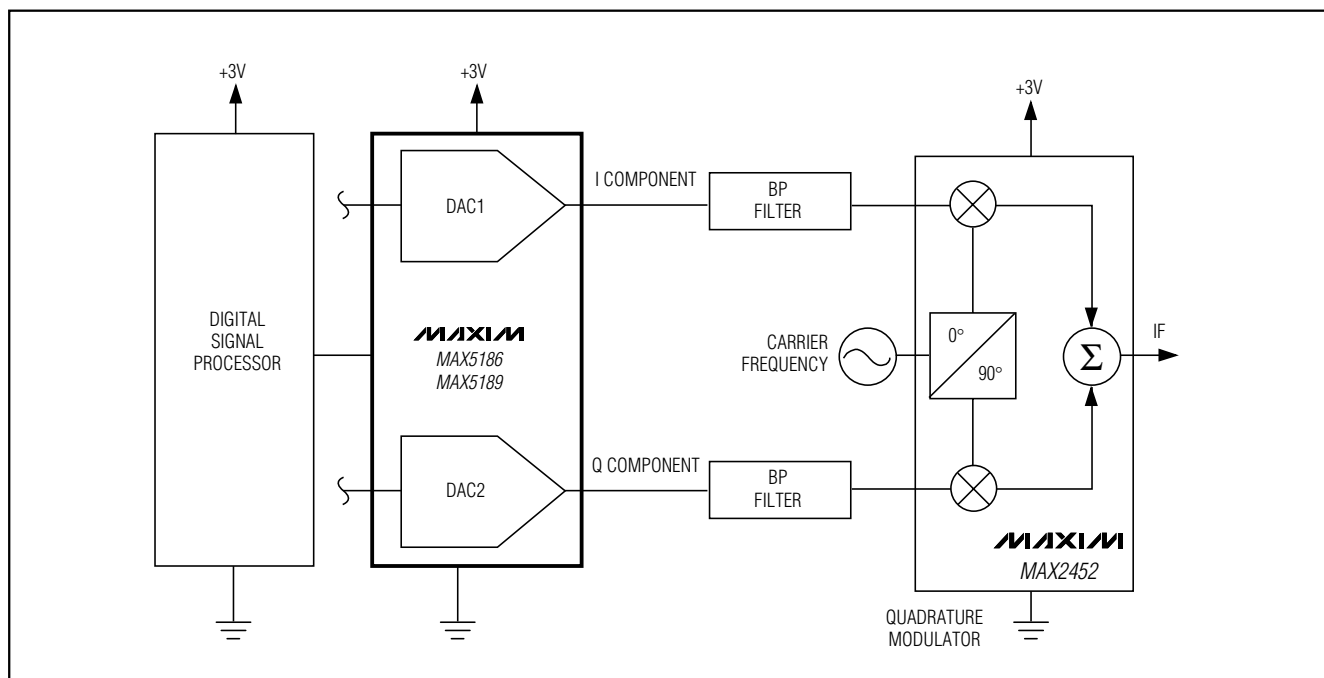 +3V
+3V
+3V
DIGITAL
SIGNAL
PROCESSOR
DAC1
MAXIM
MAX5186
MAX5189
DAC2
I COMPONENT
BP
FILTER
CARRIER
FREQUENCY
Q COMPONENT
BP
FILTER
0°
90°
Σ
IF
MAXIM
MAX2452
QUADRATURE
MODULATOR